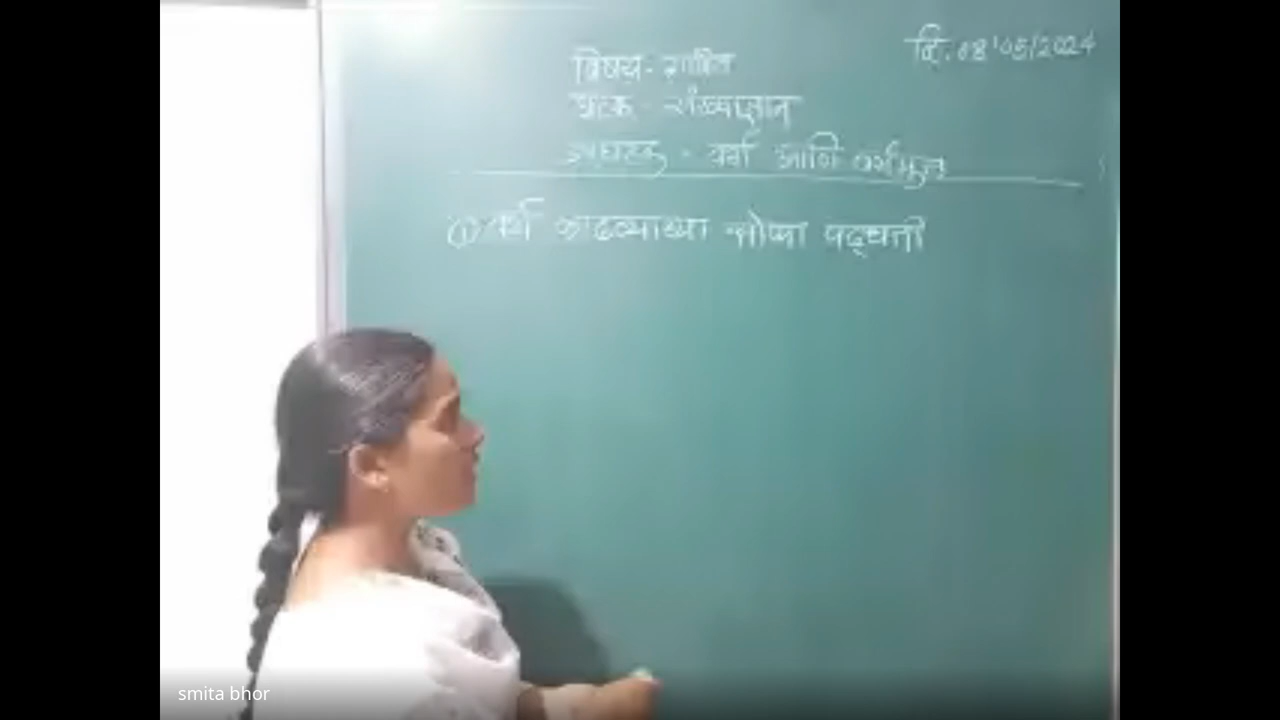 दि. 08/05/2024
विषय - गणित
घटक - संख्याज्ञान
उपघटक - वर्ग आणि वर्गमुळ
① वर्ग काढण्याच्या सोप्या पद्धती
smita bhor